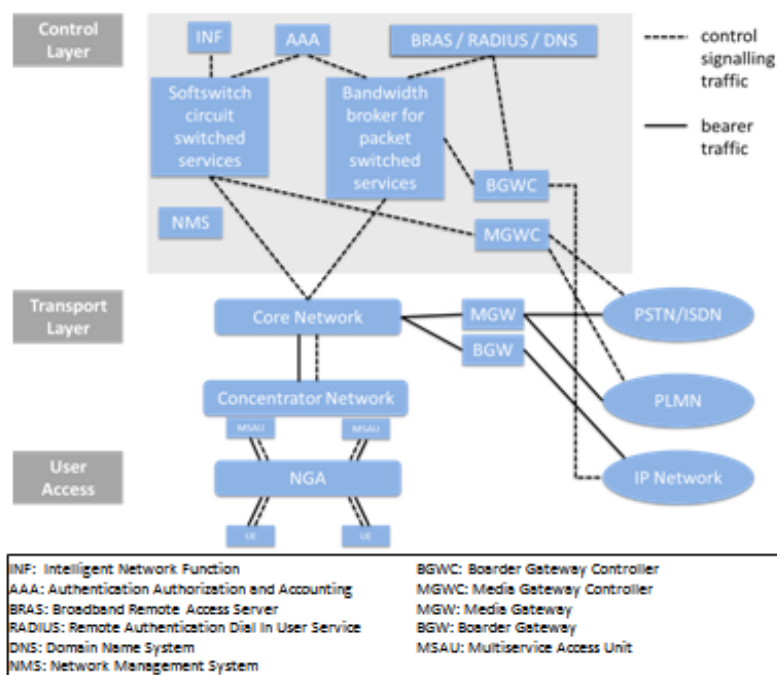 Control
Layer
INF
AAA
BRAS / RADIUS / DNS
control
signalling
traffic
bearer
traffic
Softswitch
circuit
switched
services
Bandwidth
broker for
packet
switched
services
BGWC
NMS
MGWC
Transport
Layer
Core Network
MGW
PSTN/ISDN
BGW
Concentrator Network
PLMN
MSAU
MSAU
User
Access
NGA
IP Network
UE
UE
INF: Intelligent Network Function
AAA: Authentication Authorization and Accounting
BRAS: Broadband Remote Access Server
RADIUS: Remote Authentication Dial In User Service
DNS: Domain Name System
NMS: Network Management System
BGWC: Boarder Gateway Controller
MGWC: Media Gateway Controller
MGW: Media Gateway
BGW: Boarder Gateway
MSAU: Multiservice Access Unit